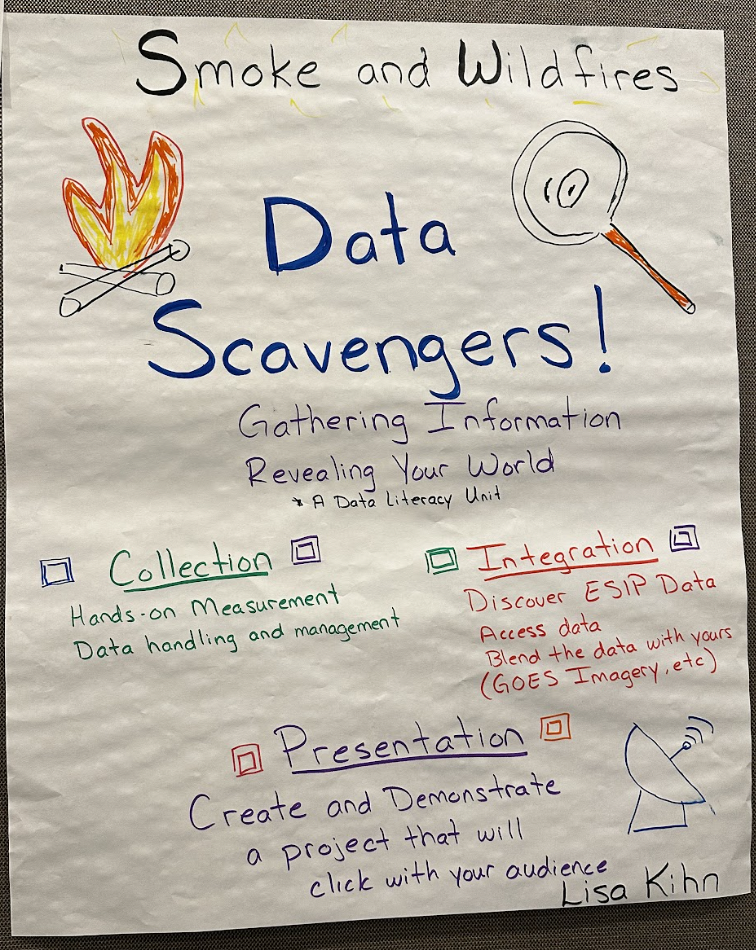 Smoke and Wildfires
Data
Scavengers!
Gathering Information
Revealing Your World
* A Data Literacy Unit
Collection
Hands-on Measurement
Data handling and management
Integration
Discover ESIP Data
Access data
Blend the data with yours
(GOES Imagery, etc)
Presentation
Create and Demonstrate
a project that will
click with your audience
Lisa Kihn